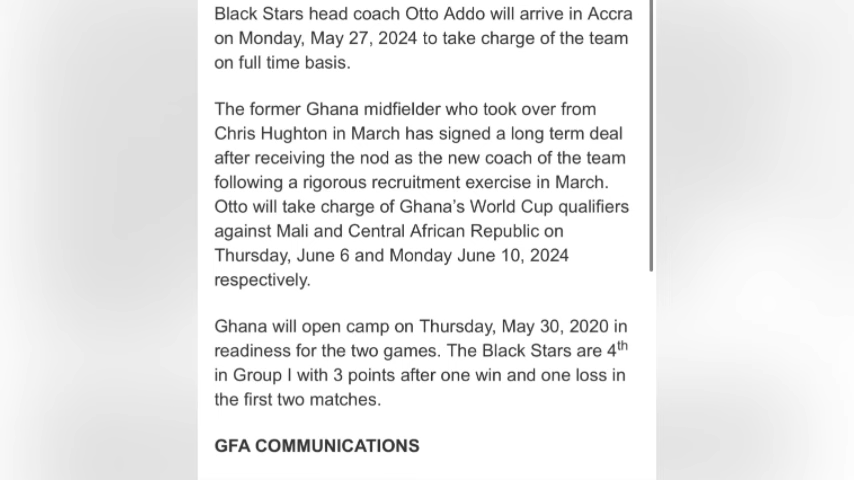 Black Stars head coach Otto Addo will arrive in Accra
on Monday, May 27, 2024 to take charge of the team
on full time basis.
The former Ghana midfielder who took over from
Chris Hughton in March has signed a long term deal
after receiving the nod as the new coach of the team
following a rigorous recruitment exercise in March.
Otto will take charge of Ghana’s World Cup qualifiers
against Mali and Central African Republic on
Thursday, June 6 and Monday June 10, 2024
respectively.
Ghana will open camp on Thursday, May 30, 2020 in
readiness for the two games. The Black Stars are 4th
in Group I with 3 points after one win and one loss in
the first two matches.
GFA COMMUNICATIONS